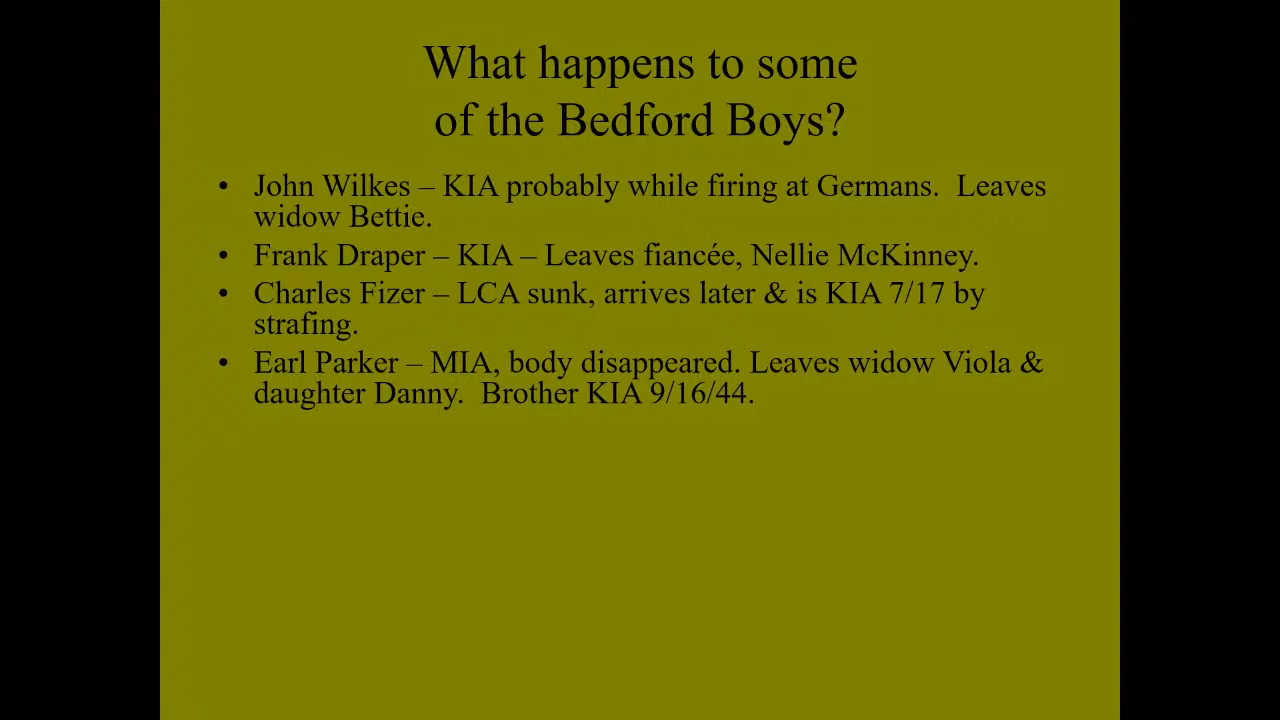 What happens to some
of the Bedford Boys?
• John Wilkes – KIA probably while firing at Germans.  Leaves
widow Bettie.
• Frank Draper – KIA – Leaves fiancée, Nellie McKinney.
• Charles Fizer – LCA sunk, arrives later & is KIA 7/17 by
strafing.
• Earl Parker – MIA, body disappeared. Leaves widow Viola &
daughter Danny.  Brother KIA 9/16/44.